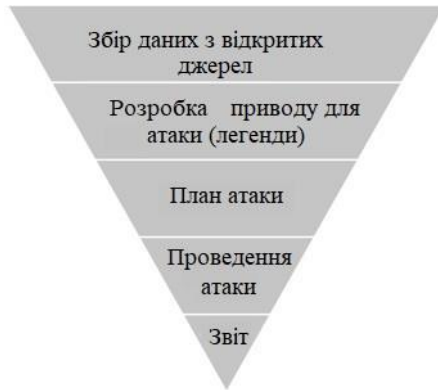 Збір даних з відкритих
джерел
Розробка приводу для
атаки (легенди)
План атаки
Проведення
атаки
Звіт